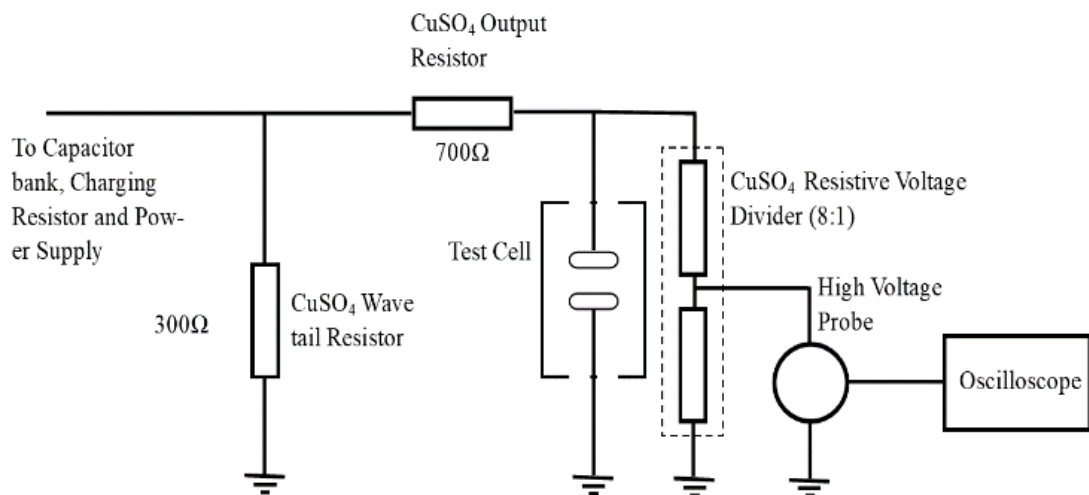 CuSO₄ Output
Resistor
700Ω
To Capacitor
bank, Charging
Resistor and Pow-
er Supply
300Ω
CuSO₄ Wave
tail Resistor
Test Cell
CuSO₄ Resistive Voltage
Divider (8:1)
High Voltage
Probe
Oscilloscope